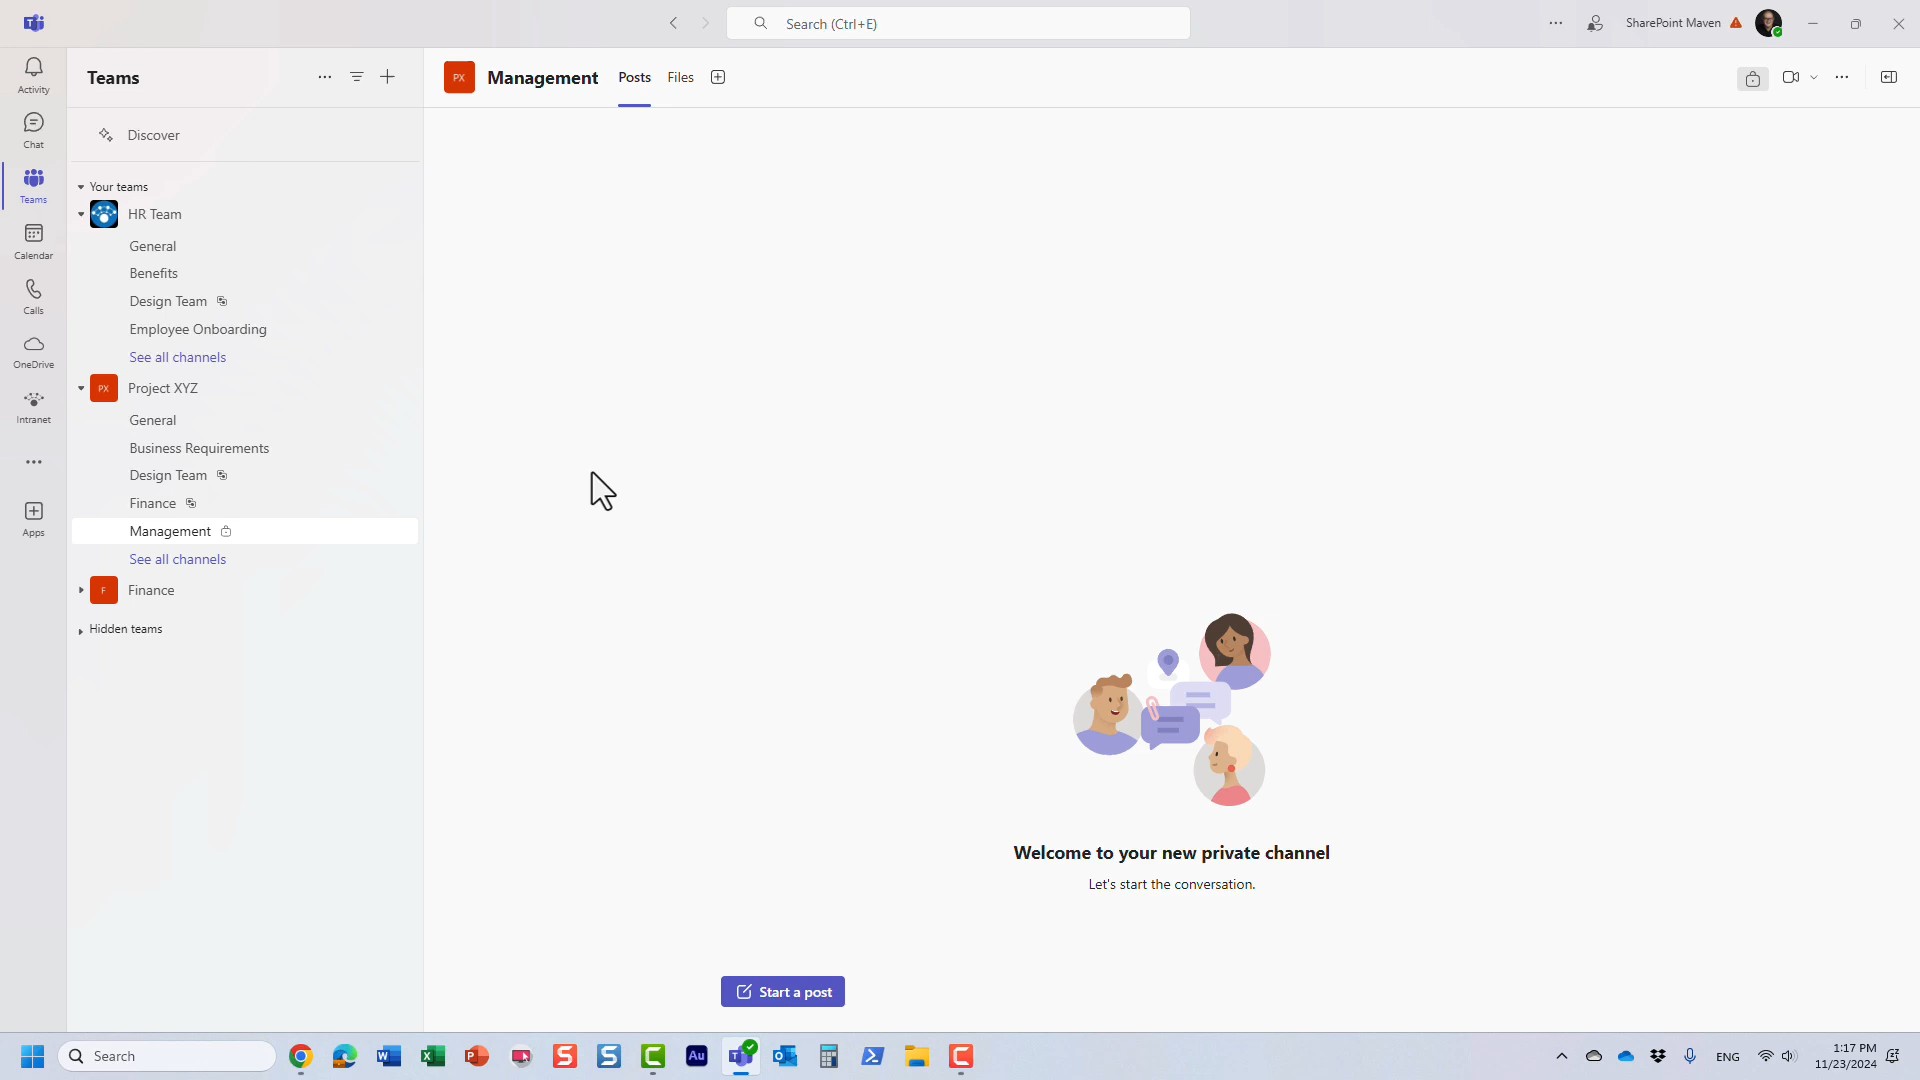 Search (Ctrl+E)
SharePoint Maven
Activity
Chat
Teams
Calendar
Calls
OneDrive
Intranet
Apps
Teams
Discover
Your teams
HR Team
General
Benefits
Design Team
Employee Onboarding
See all channels
PX Project XYZ
General
Business Requirements
Design Team
Finance
Management
See all channels
F Finance
Hidden teams
PX Management Posts Files
Welcome to your new private channel
Let's start the conversation.
Start a post
Search
Au
ENG
1:17 PM
11/23/2024